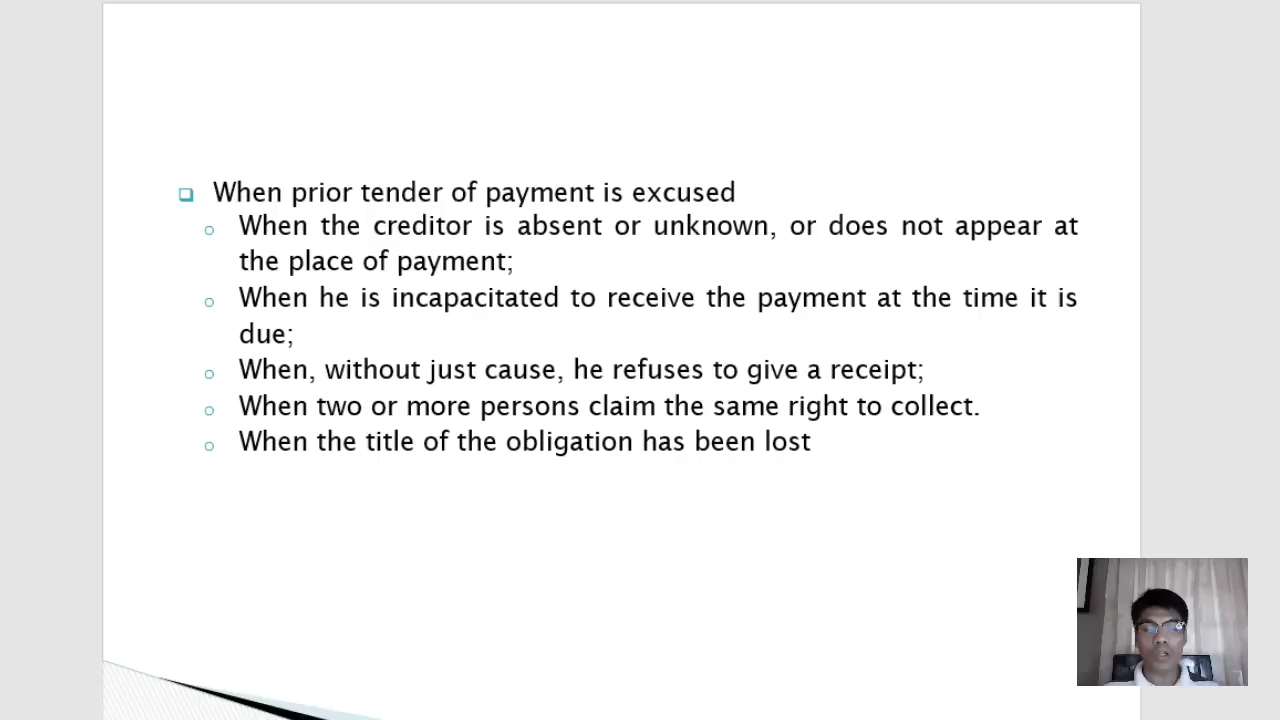 When prior tender of payment is excused
When the creditor is absent or unknown, or does not appear at
the place of payment;
When he is incapacitated to receive the payment at the time it is
due;
When, without just cause, he refuses to give a receipt;
When two or more persons claim the same right to collect.
When the title of the obligation has been lost